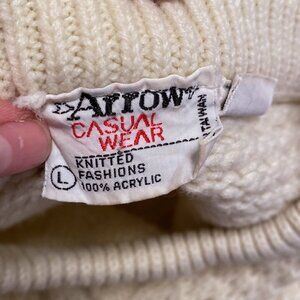 Arrow
CASUAL
WEAR
KNITTED
FASHIONS
100% ACRYLIC
L
TAIWAN